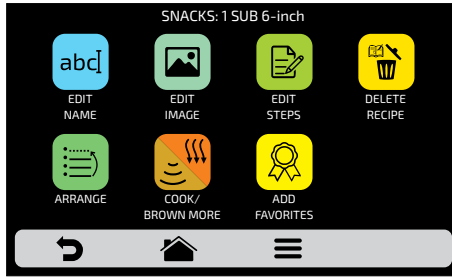 SNACKS: 1 SUB 6-inch
abc
EDIT
NAME
EDIT
IMAGE
EDIT
STEPS
DELETE
RECIPE
ARRANGE
COOK/
BROWN MORE
ADD
FAVORITES